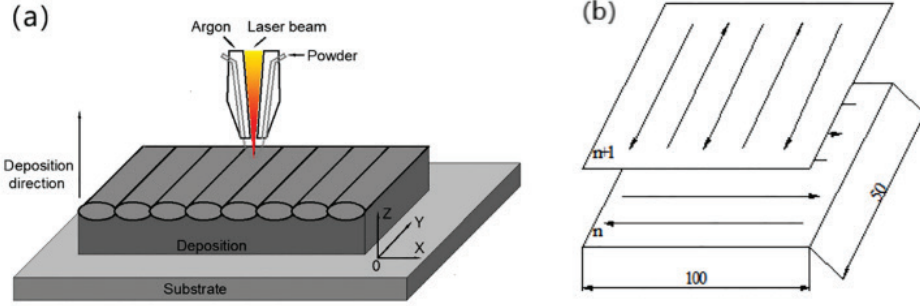 (a)
Argon
Laser beam
Powder
Deposition
direction
Z
Y
X
0
Deposition
Substrate
(b)
n+1
n
50
100